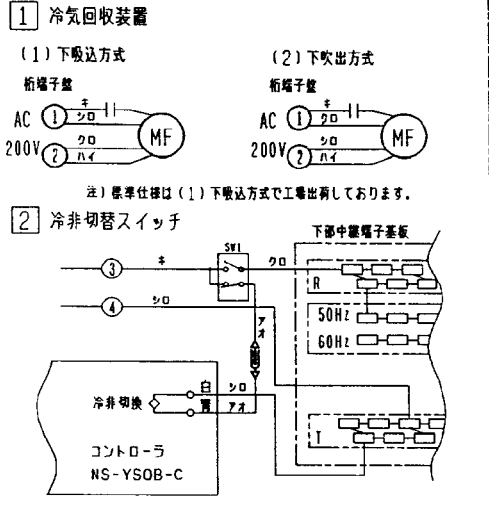 1 冷気回収装置
(1)下吸込方式
(2)下吹出方式
桁端子盤
桁端子盤
AC
200V
1
2
キ
シロ
クロ
ハイ
MF
AC
200V
1
2
キ
クロ
シロ
ハイ
MF
注)標準仕様は(1)下吸込方式で工場出荷しております。
2 冷非切替スイッチ
下部中継端子基板
SW1
3
キ
クロ
R
4
シロ
アオ
50Hz
60Hz
冷非切換
白
シロ
青
アオ
T
コントローラ
NS-YSOB-C